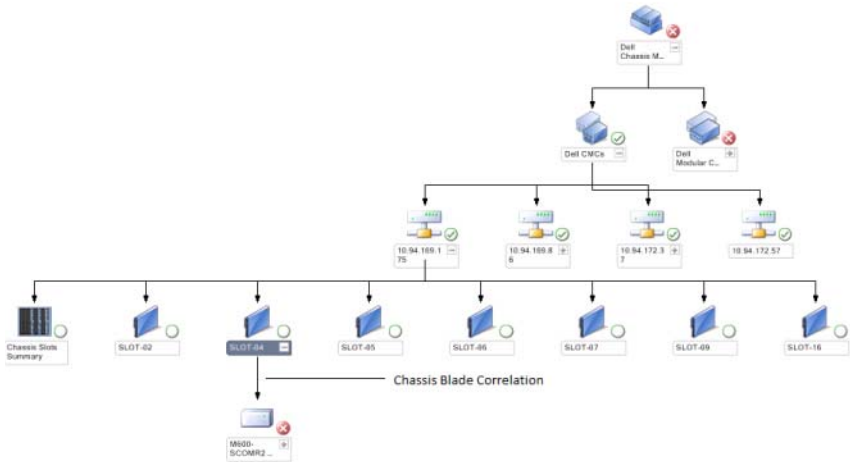 Dell
Chassis M...
Dell CMCs
Dell
Modular C...
10.94.169.1
75
10.94.169.8
6
10.94.172.3
7
10.94.172.57
Chassis Slots
Summary
SLOT-02
SLOT-04
SLOT-05
SLOT-06
SLOT-07
SLOT-09
SLOT-16
Chassis Blade Correlation
M600-
SCOMR2...